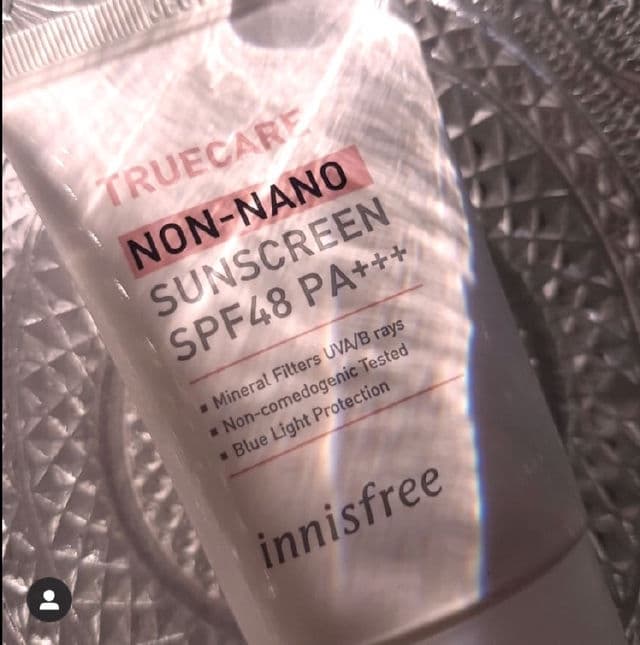 TRUECARE
NON-NANO
SUNSCREEN
SPF48 PA+++
▪ Mineral Filters UVA/B rays
▪ Non-comedogenic Tested
▪ Blue Light Protection
innisfree